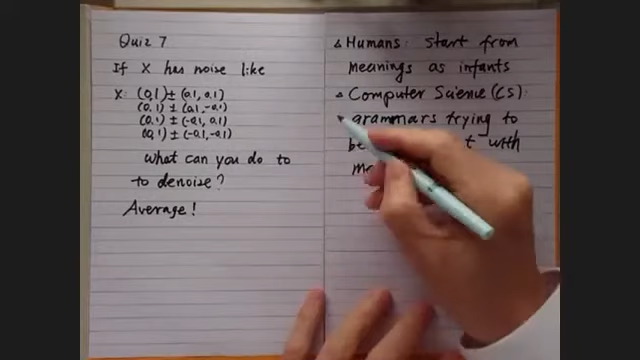 Quiz 7
If X has noise like
X: (0,1) ± (0.1, 0.1)
(0,1) ± (0.1, -0.1)
(0,1) ± (-0.1, 0.1)
(0,1) ± (-0.1, -0.1)
What can you do to
to denoise?
Average!
Humans: start from
meanings as infants
Computer Science (CS):
grammars trying to
with